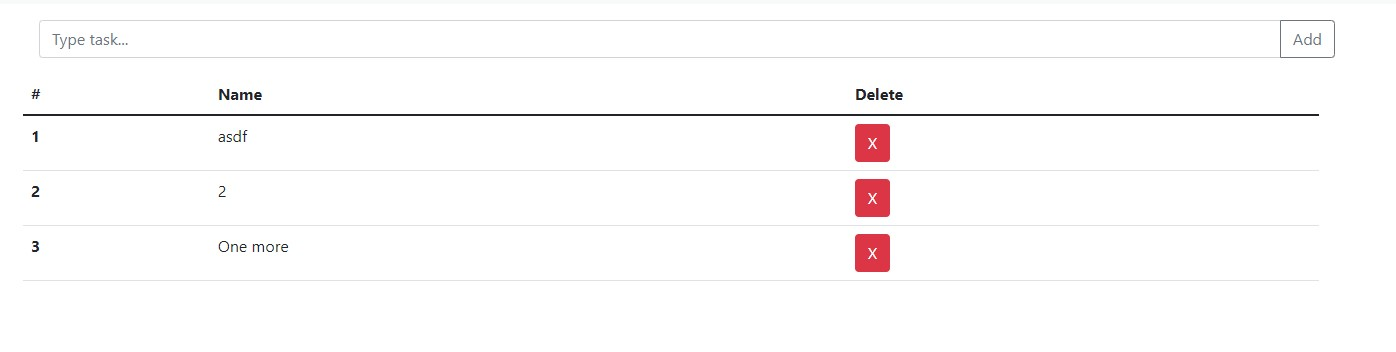 Type task... Add
# Name Delete
1 asdf X
2 2 X
3 One more X